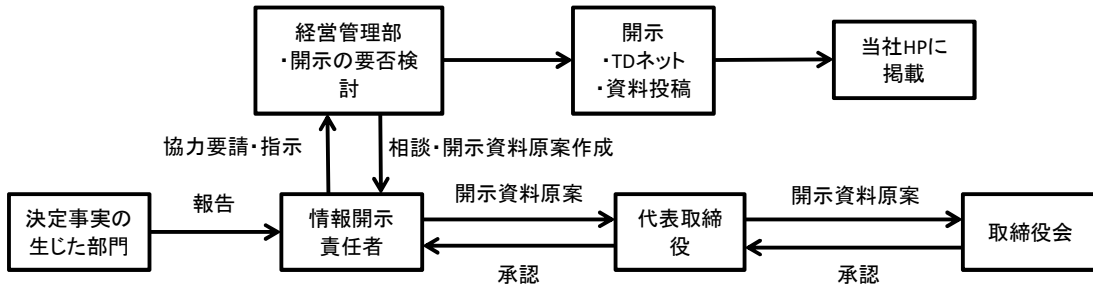 経営管理部
・開示の要否検
討
開示
・TDネット
・資料投稿
当社HPに
掲載
協力要請・指示
相談・開示資料原案作成
決定事実の
生じた部門
報告
情報開示
責任者
開示資料原案
承認
代表取締
役
開示資料原案
承認
取締役会